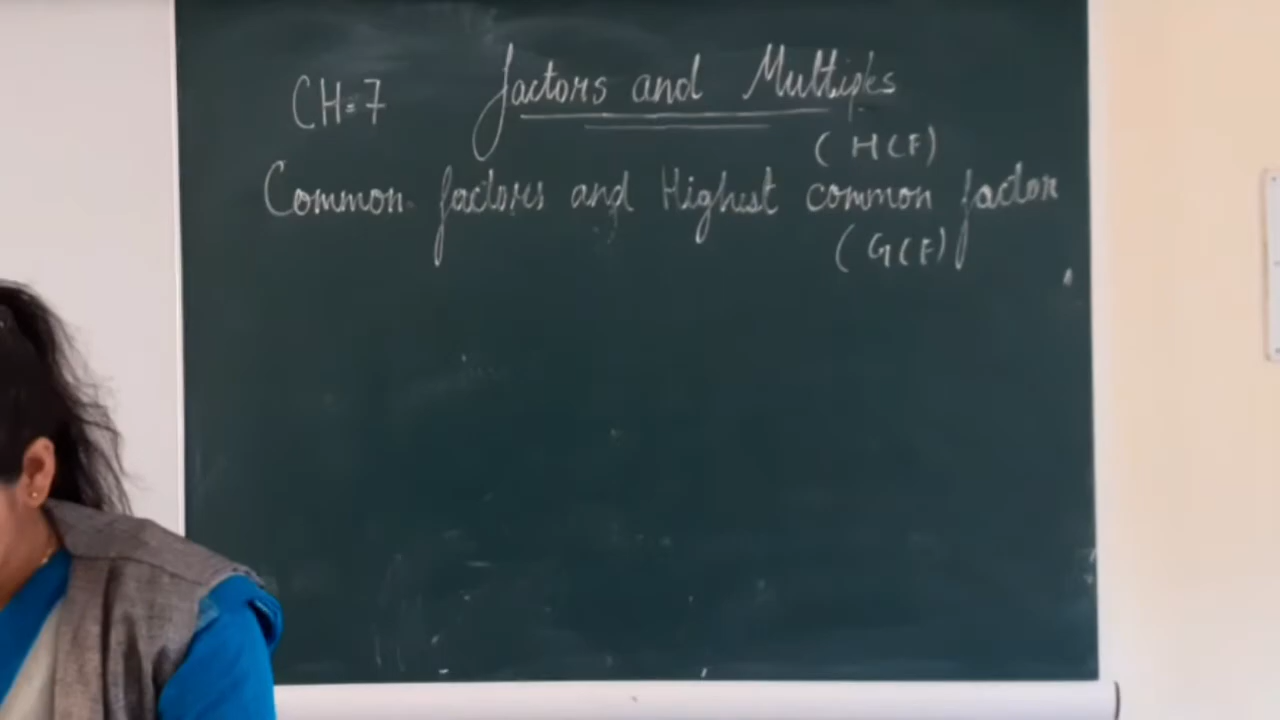 CH=7 Factors and Multiples
(HCF)
Common factors and Highest common factor
(GCF)